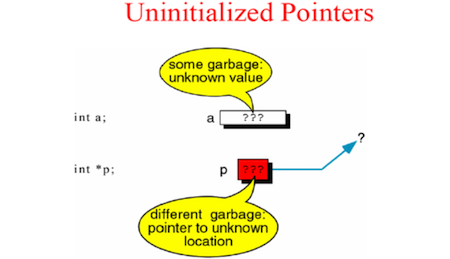 Uninitialized Pointers
some garbage:
unknown value
int a;
a
???
?
int *p;
p
???
different garbage:
pointer to unknown
location